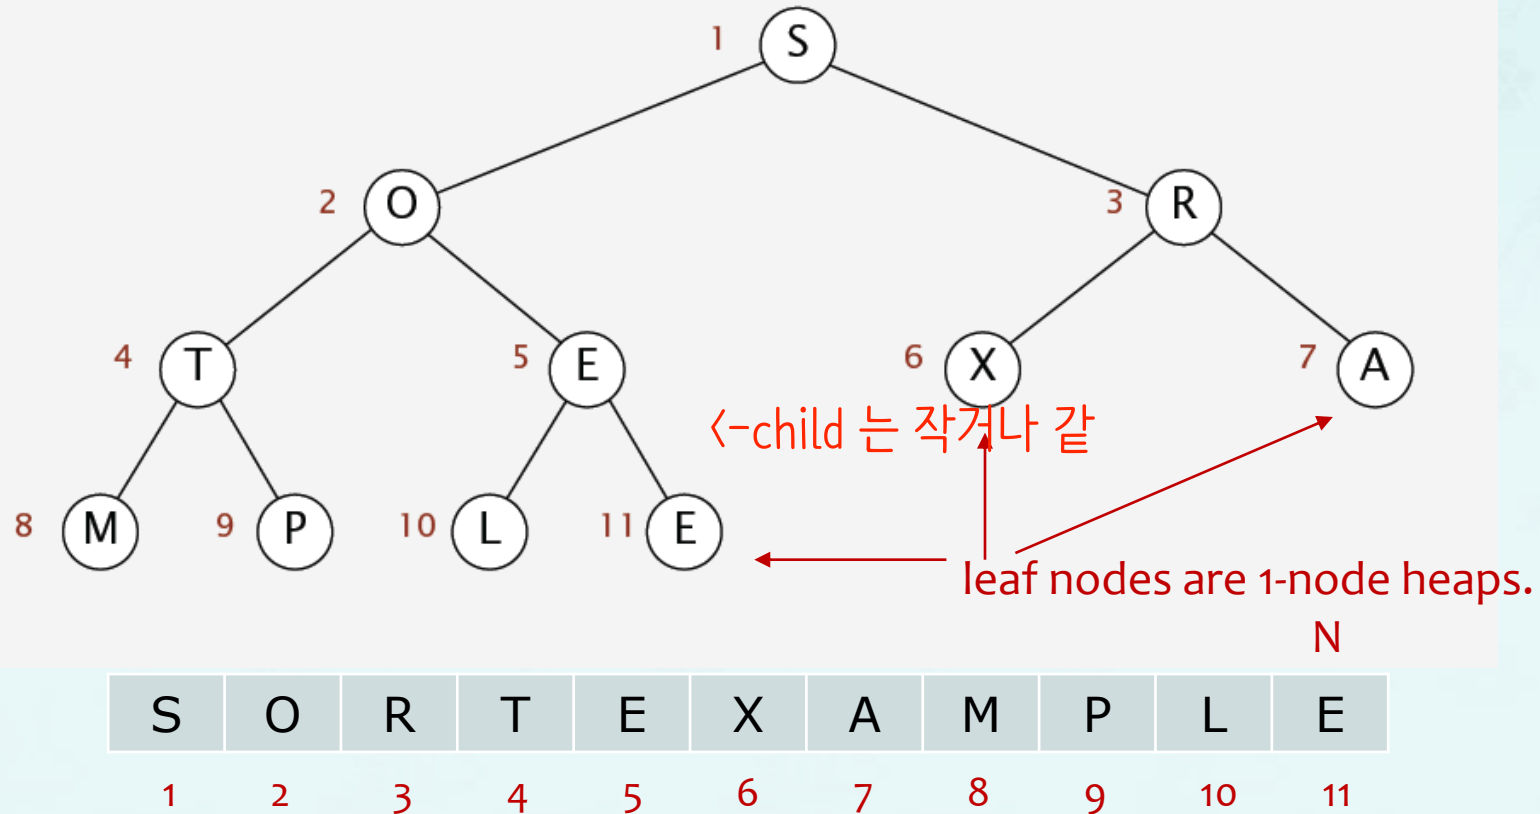 1 S
2 O 3 R
4 T 5 E 6 X 7 A
<-child 는 작거나 같
8 M 9 P 10 L 11 E
leaf nodes are 1-node heaps.
N
S O R T E X A M P L E
1 2 3 4 5 6 7 8 9 10 11